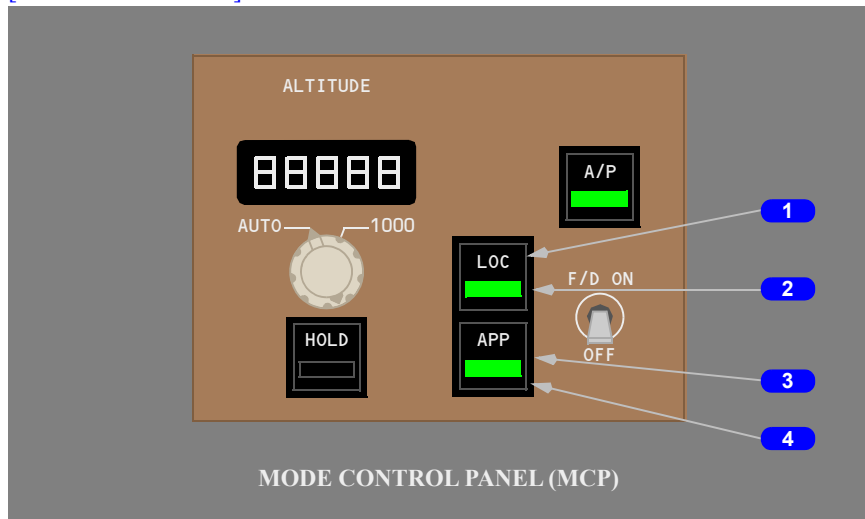 ALTITUDE
88888
A/P
AUTO
1000
LOC
F/D ON
HOLD
APP
OFF
1
2
3
4
MODE CONTROL PANEL (MCP)